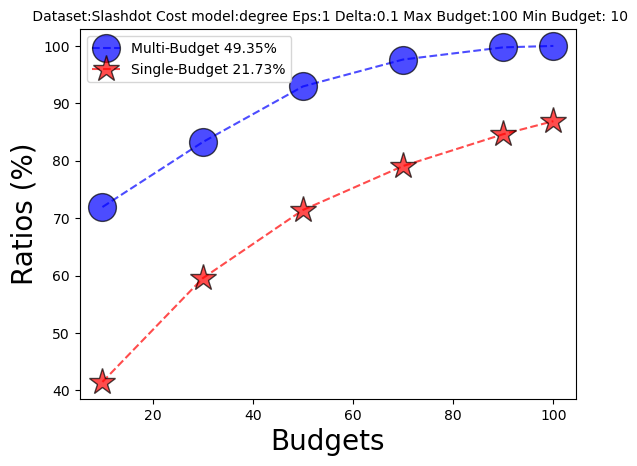 Dataset:Slashdot Cost model:degree Eps:1 Delta:0.1 Max Budget:100 Min Budget: 10
Multi-Budget 49.35%
Single-Budget 21.73%
Ratios (%)
100
90
80
70
60
50
40
20 40 60 80 100
Budgets